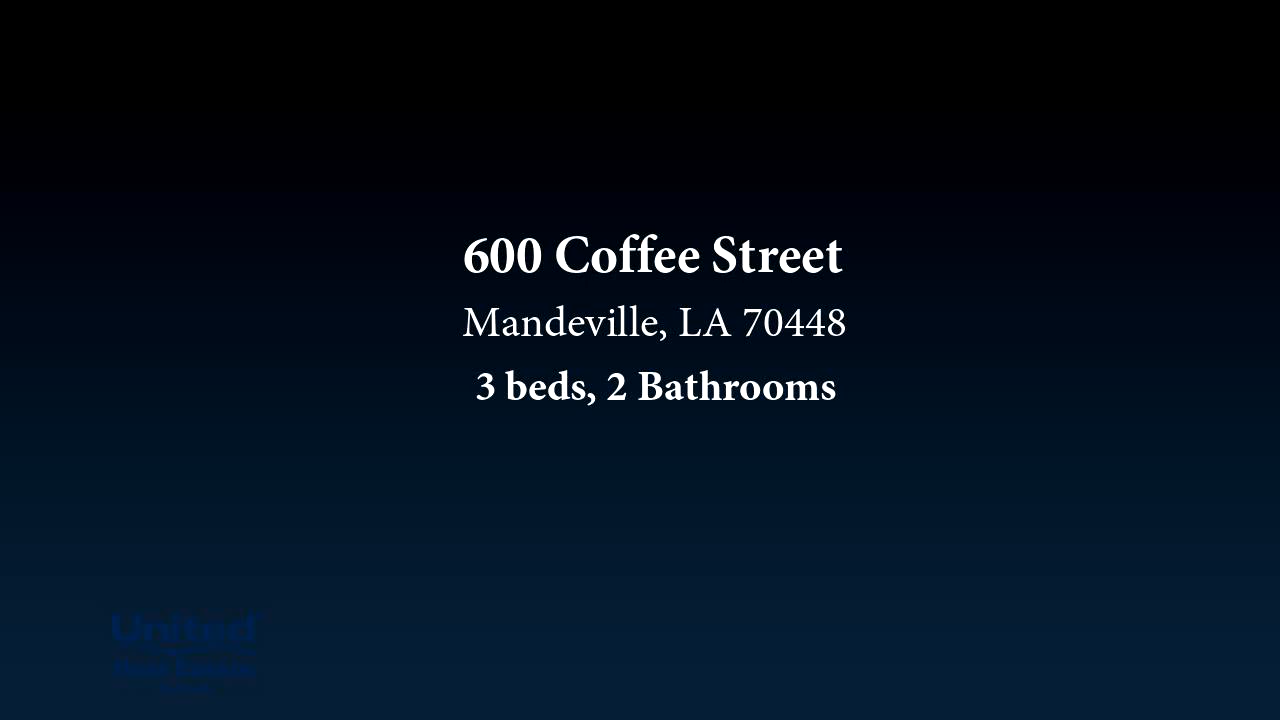 600 Coffee Street
Mandeville, LA 70448
3 beds, 2 Bathrooms
United